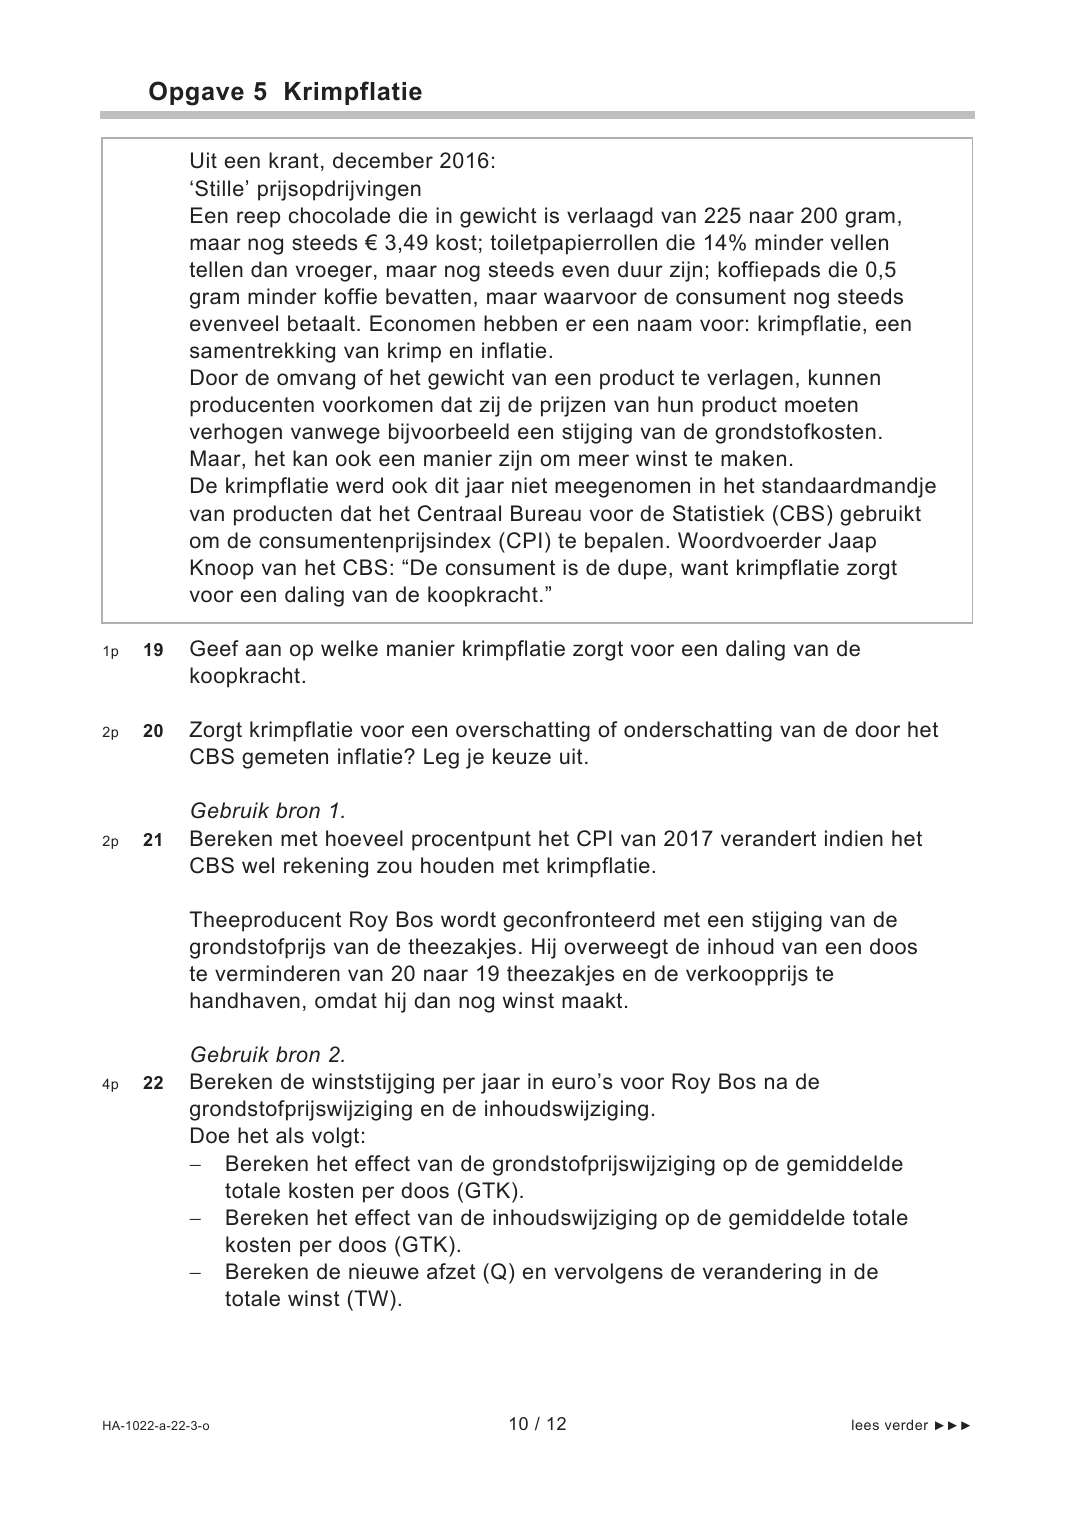 Opgave 5 Krimpflatie
Uit een krant, december 2016:
‘Stille’ prijsopdrijvingen
Een reep chocolade die in gewicht is verlaagd van 225 naar 200 gram,
maar nog steeds € 3,49 kost; toiletpapierrollen die 14% minder vellen
tellen dan vroeger, maar nog steeds even duur zijn; koffiepads die 0,5
gram minder koffie bevatten, maar waarvoor de consument nog steeds
evenveel betaalt. Economen hebben er een naam voor: krimpflatie, een
samentrekking van krimp en inflatie.
Door de omvang of het gewicht van een product te verlagen, kunnen
producenten voorkomen dat zij de prijzen van hun product moeten
verhogen vanwege bijvoorbeeld een stijging van de grondstofkosten.
Maar, het kan ook een manier zijn om meer winst te maken.
De krimpflatie werd ook dit jaar niet meegenomen in het standaardmandje
van producten dat het Centraal Bureau voor de Statistiek (CBS) gebruikt
om de consumentenprijsindex (CPI) te bepalen. Woordvoerder Jaap
Knoop van het CBS: “De consument is de dupe, want krimpflatie zorgt
voor een daling van de koopkracht.”
1p 19 Geef aan op welke manier krimpflatie zorgt voor een daling van de
koopkracht.
2p 20 Zorgt krimpflatie voor een overschatting of onderschatting van de door het
CBS gemeten inflatie? Leg je keuze uit.
Gebruik bron 1.
2p 21 Bereken met hoeveel procentpunt het CPI van 2017 verandert indien het
CBS wel rekening zou houden met krimpflatie.
Theeproducent Roy Bos wordt geconfronteerd met een stijging van de
grondstofprijs van de theezakjes. Hij overweegt de inhoud van een doos
te verminderen van 20 naar 19 theezakjes en de verkoopprijs te
handhaven, omdat hij dan nog winst maakt.
Gebruik bron 2.
4p 22 Bereken de winststijging per jaar in euro’s voor Roy Bos na de
grondstofprijswijziging en de inhoudswijziging.
Doe het als volgt:
– Bereken het effect van de grondstofprijswijziging op de gemiddelde
totale kosten per doos (GTK).
– Bereken het effect van de inhoudswijziging op de gemiddelde totale
kosten per doos (GTK).
– Bereken de nieuwe afzet (Q) en vervolgens de verandering in de
totale winst (TW).
HA-1022-a-22-3-o 10 / 12 lees verder ►►►